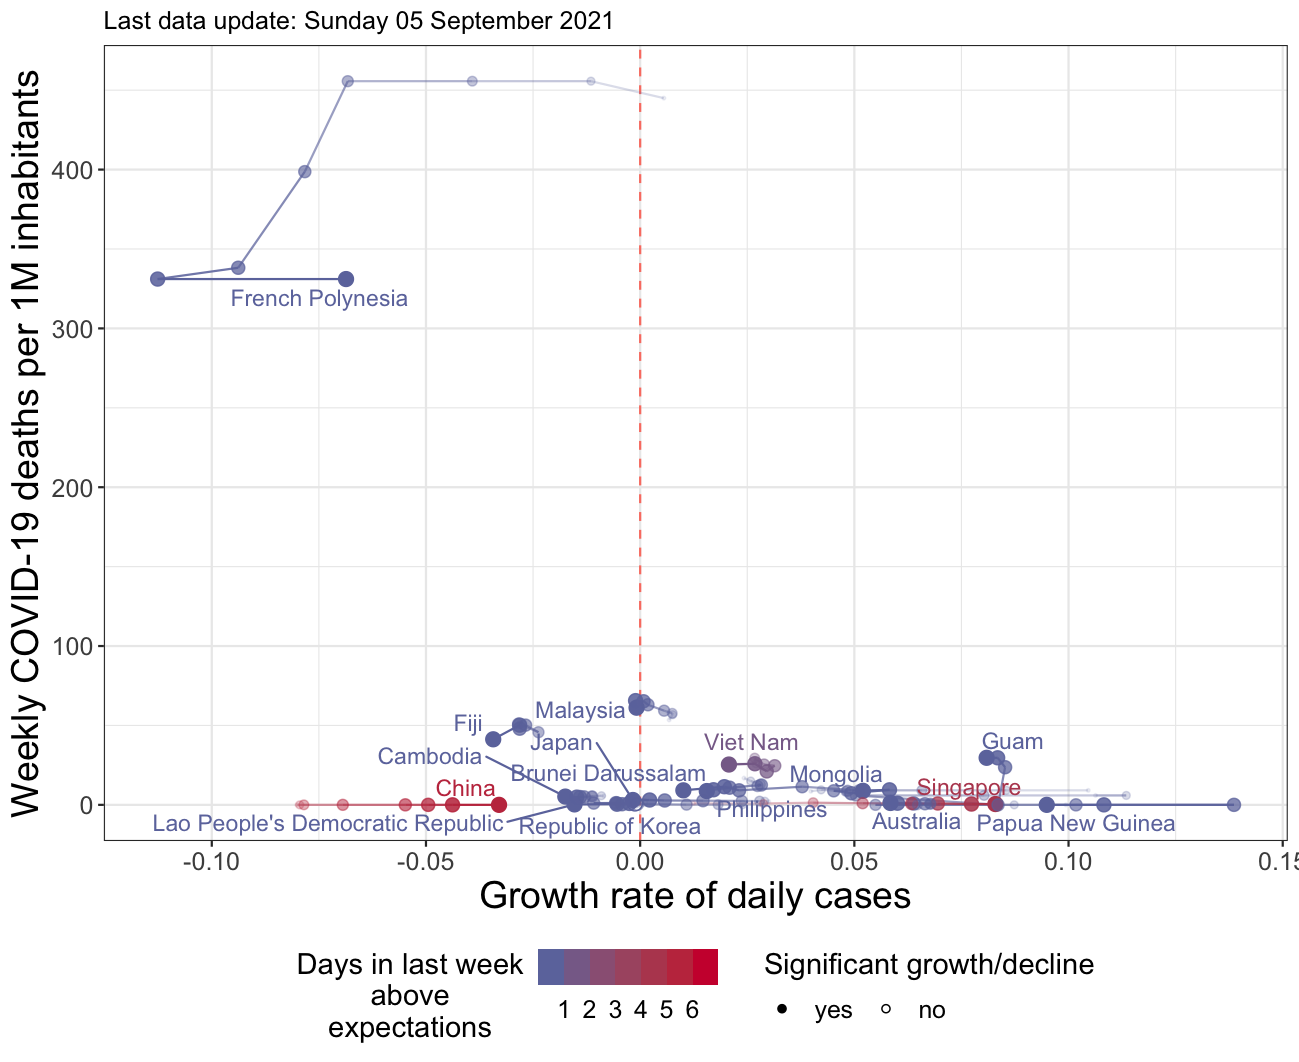 Last data update: Sunday 05 September 2021
Weekly COVID-19 deaths per 1M inhabitants
400
300
200
100
0
French Polynesia
Fiji
Malaysia
Japan
Cambodia
Viet Nam
Guam
Brunei Darussalam
Mongolia
China
Singapore
Philippines
Lao People's Democratic Republic
Republic of Korea
Australia
Papua New Guinea
-0.10
-0.05
0.00
0.05
0.10
0.15
Growth rate of daily cases
Days in last week
above
expectations
1 2 3 4 5 6
Significant growth/decline
yes
no